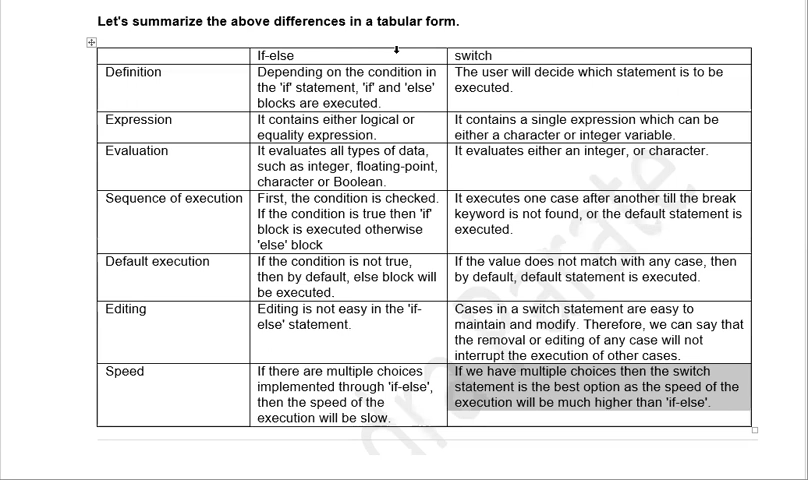 Let's summarize the above differences in a tabular form.
If-else
switch
Definition
Depending on the condition in
the 'if' statement, 'if' and 'else'
blocks are executed.
The user will decide which statement is to be
executed.
Expression
It contains either logical or
equality expression.
It contains a single expression which can be
either a character or integer variable.
Evaluation
It evaluates all types of data,
such as integer, floating-point,
character or Boolean.
It evaluates either an integer, or character.
Sequence of execution
First, the condition is checked.
If the condition is true then 'if'
block is executed otherwise
'else' block
It executes one case after another till the break
keyword is not found, or the default statement is
executed.
Default execution
If the condition is not true,
then by default, else block will
be executed.
If the value does not match with any case, then
by default, default statement is executed.
Editing
Editing is not easy in the 'if-
else' statement.
Cases in a switch statement are easy to
maintain and modify. Therefore, we can say that
the removal or editing of any case will not
interrupt the execution of other cases.
Speed
If there are multiple choices
implemented through 'if-else',
then the speed of the
execution will be slow.
If we have multiple choices then the switch
statement is the best option as the speed of the
execution will be much higher than 'if-else'.